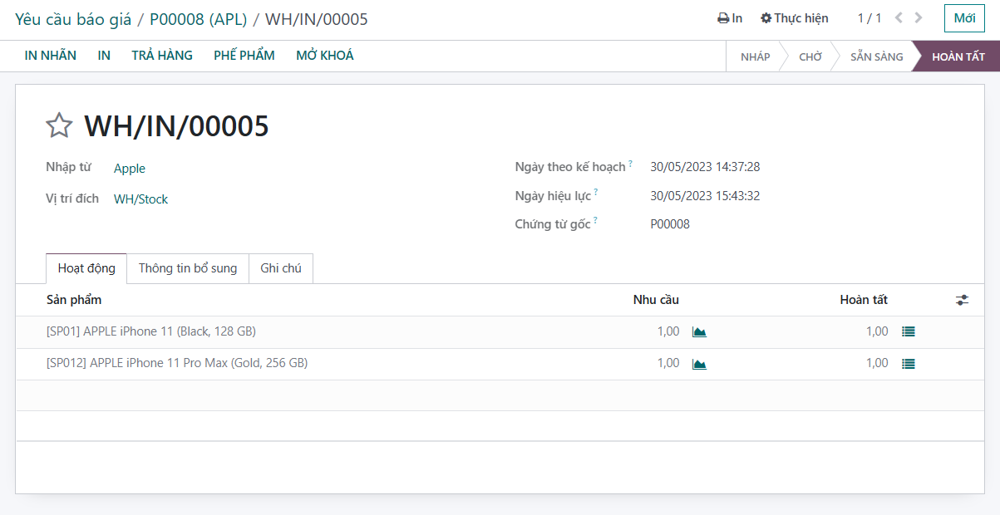 Yêu cầu báo giá / P00008 (APL) / WH/IN/00005
In Thực hiện 1 / 1 Mới
IN NHÃN IN TRẢ HÀNG PHẾ PHẨM MỞ KHOÁ
NHÁP CHỜ SẴN SÀNG HOÀN TẤT
WH/IN/00005
Nhập từ Apple
Vị trí đích WH/Stock
Ngày theo kế hoạch ? 30/05/2023 14:37:28
Ngày hiệu lực ? 30/05/2023 15:43:32
Chứng từ gốc ? P00008
Hoạt động Thông tin bổ sung Ghi chú
Sản phẩm Nhu cầu Hoàn tất
[SP01] APPLE iPhone 11 (Black, 128 GB) 1,00 1,00
[SP012] APPLE iPhone 11 Pro Max (Gold, 256 GB) 1,00 1,00